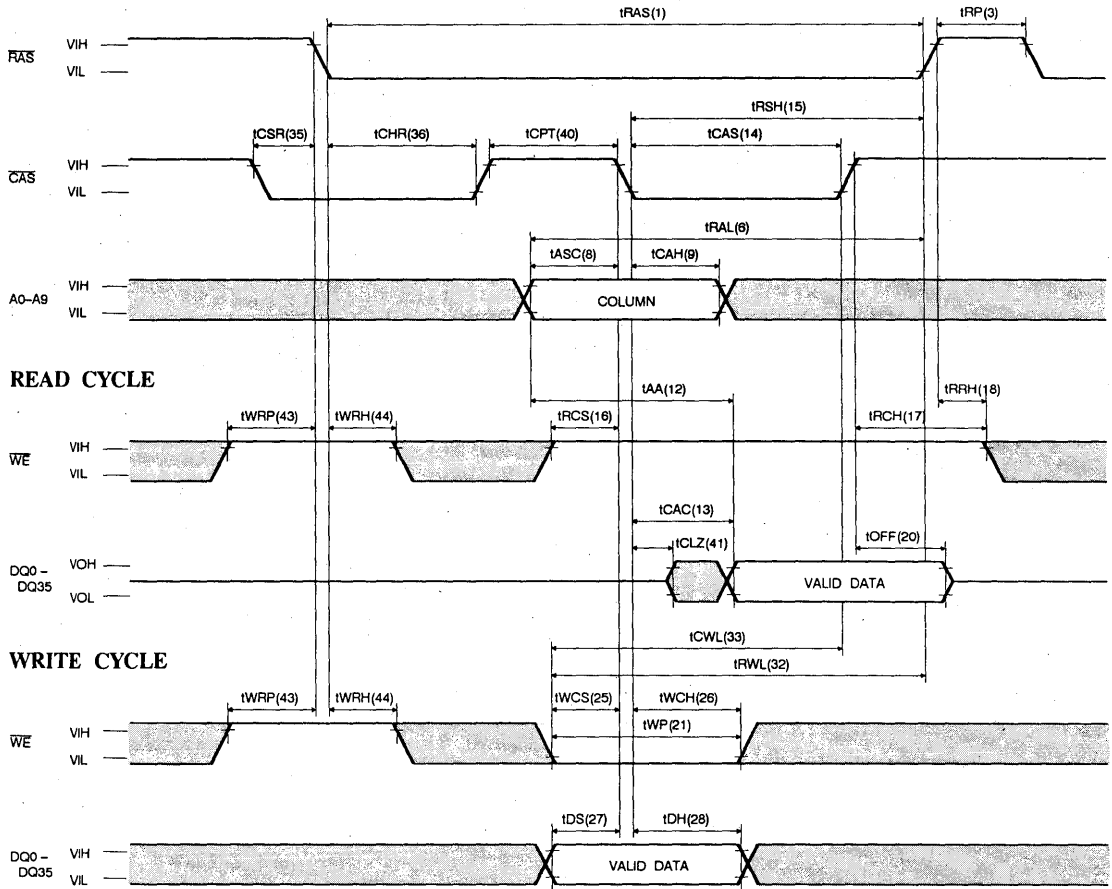 tRAS(1) tRP(3)
RAS VIH
VIL
tRSH(15)
tCSR(35) tCHR(36) tCPT(40) tCAS(14)
CAS VIH
VIL
tRAL(6)
tASC(8) tCAH(9)
A0-A9 VIH
VIL
COLUMN
READ CYCLE
tAA(12) tRRH(18)
tWRP(43) tWRH(44) tRCS(16) tRCH(17)
WE VIH
VIL
tCAC(13)
tCLZ(41) tOFF(20)
DQ0 – DQ35 VOH
VOL
VALID DATA
tCWL(33)
WRITE CYCLE
tRWL(32)
tWRP(43) tWRH(44) tWCS(25) tWCH(26)
WE VIH
VIL
tWP(21)
tDS(27) tDH(28)
DQ0 – DQ35 VIH
VIL
VALID DATA